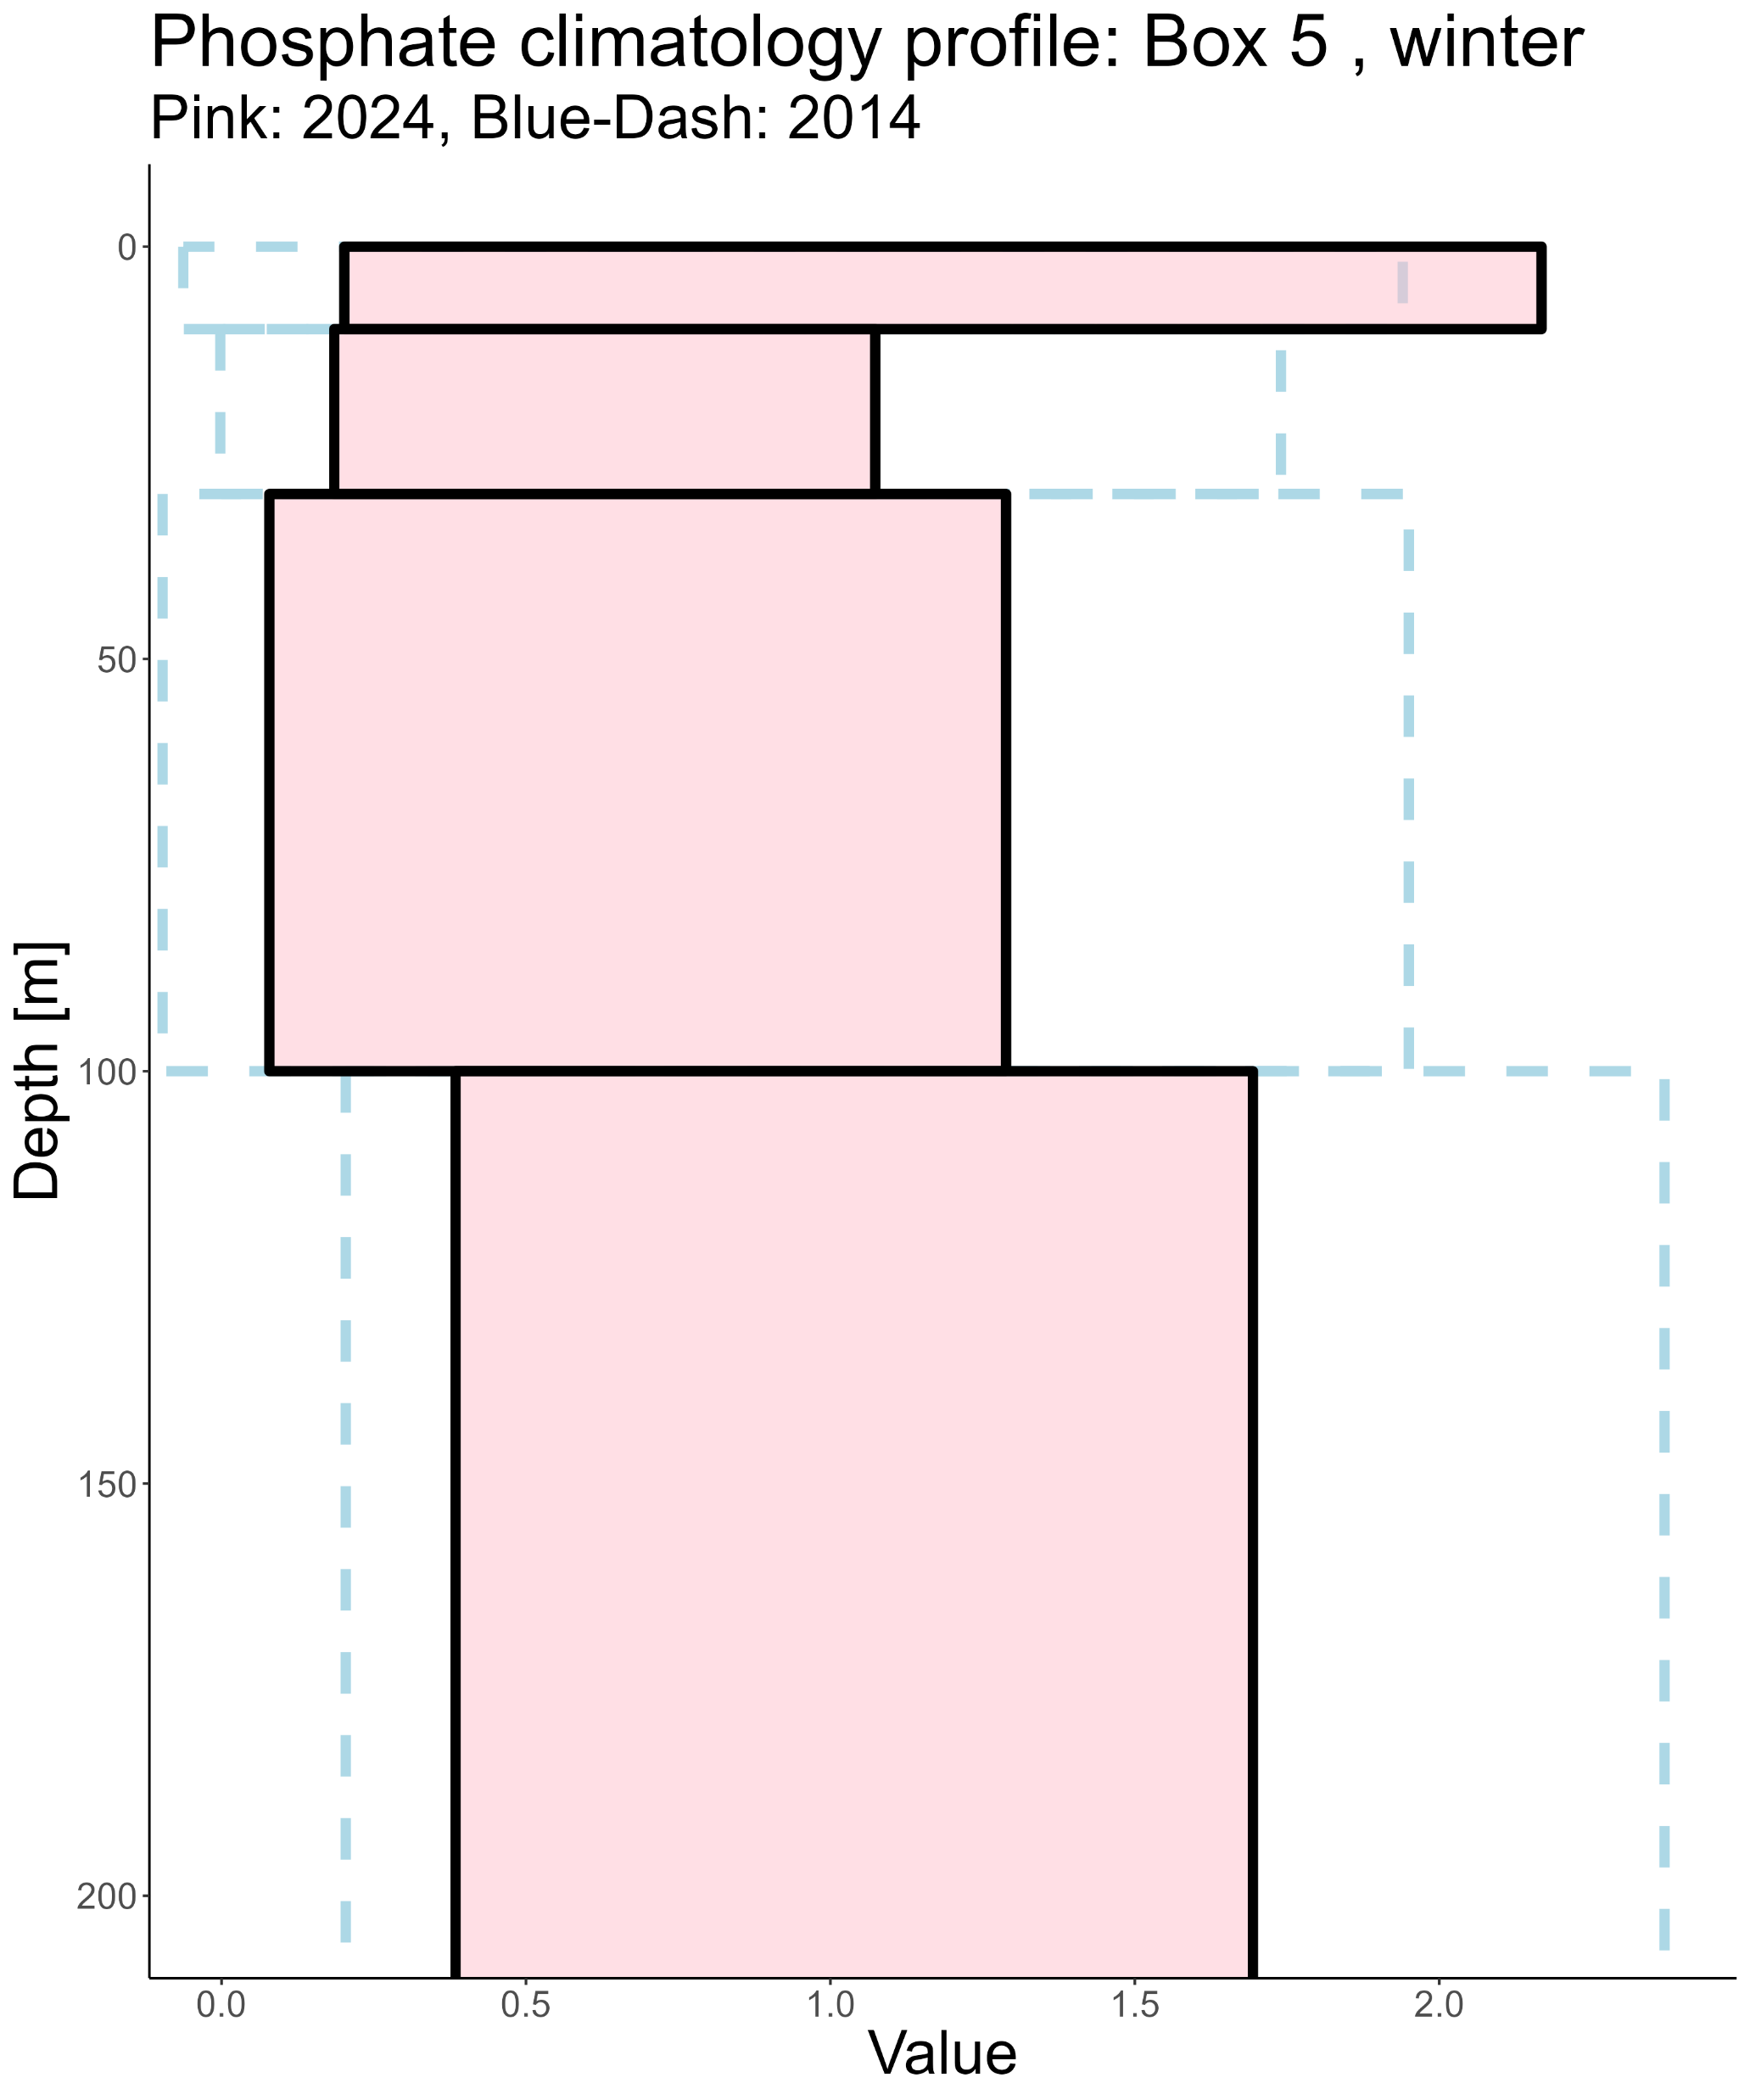 Phosphate climatology profile: Box 5 , winter
Pink: 2024, Blue-Dash: 2014
0
50
100
150
200
Depth [m]
0.0 0.5 1.0 1.5 2.0
Value